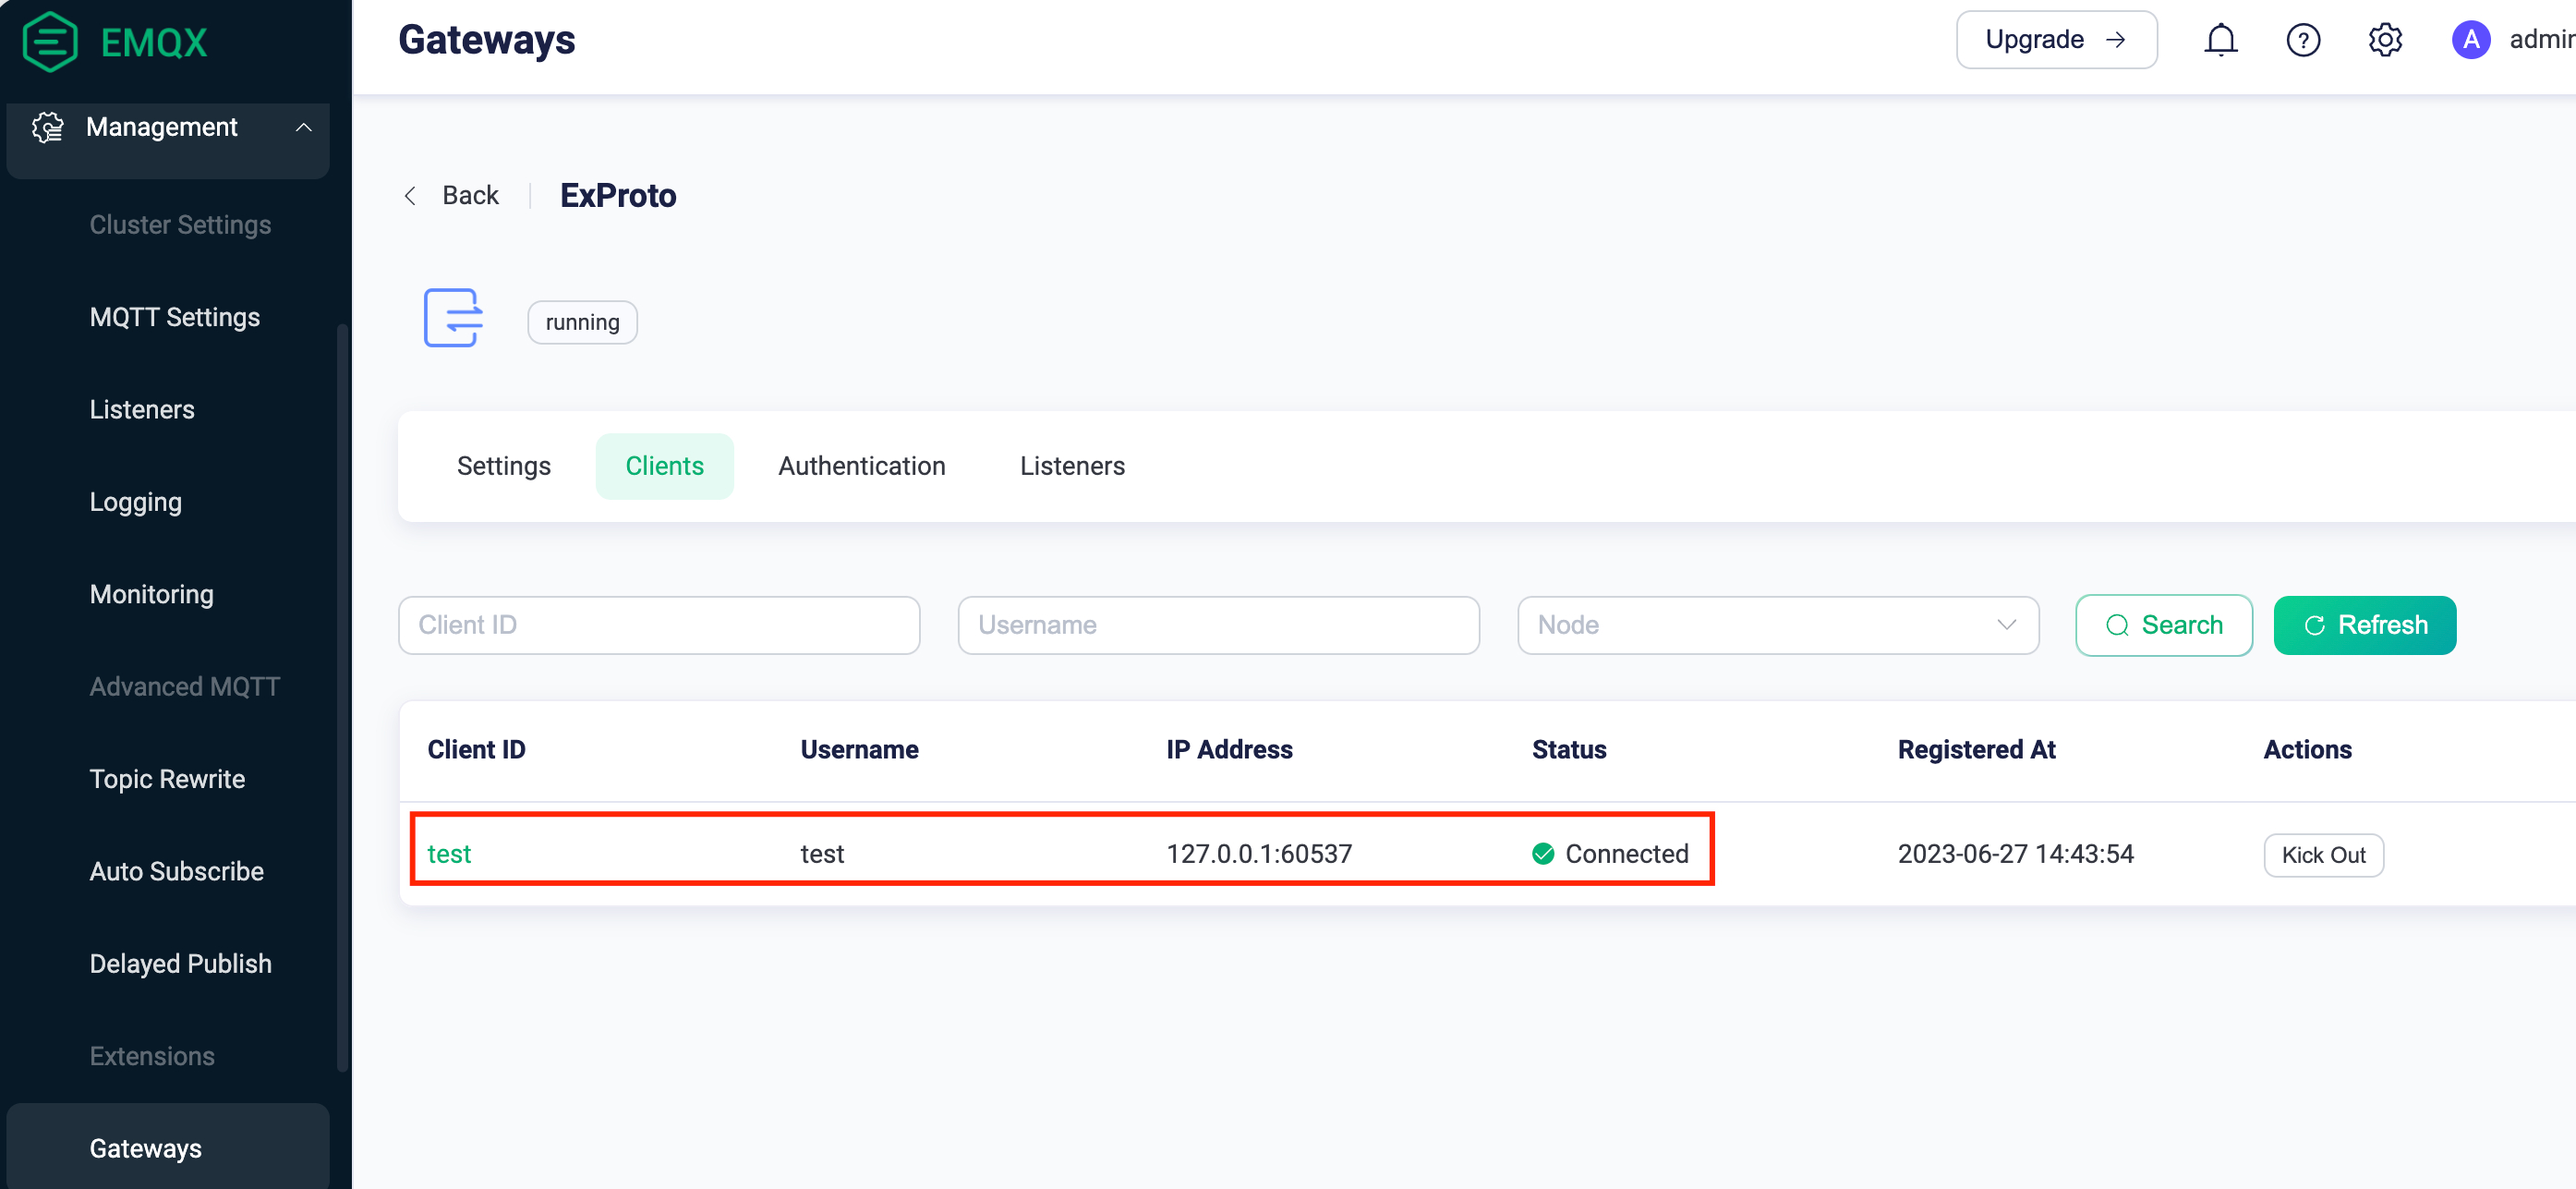 EMQX
Management
Cluster Settings
MQTT Settings
Listeners
Logging
Monitoring
Advanced MQTT
Topic Rewrite
Auto Subscribe
Delayed Publish
Extensions
Gateways
Gateways
Upgrade →
?
A
admin
Back
ExProto
running
Settings
Clients
Authentication
Listeners
Client ID
Username
Node
Search
Refresh
Client ID Username IP Address Status Registered At Actions
test test 127.0.0.1:60537 Connected 2023-06-27 14:43:54 Kick Out